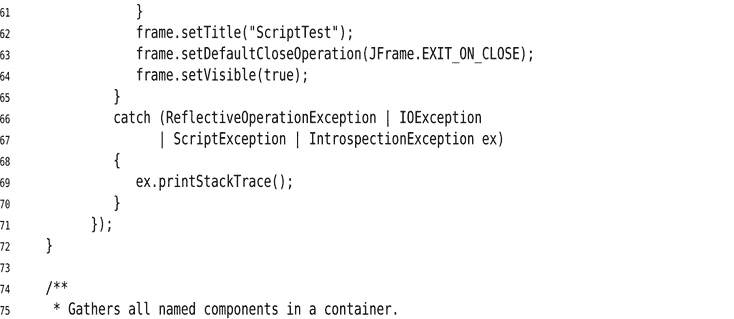 61                 }
62                 frame.setTitle("ScriptTest");
63                 frame.setDefaultCloseOperation(JFrame.EXIT_ON_CLOSE);
64                 frame.setVisible(true);
65              }
66              catch (ReflectiveOperationException | IOException
67                    | ScriptException | IntrospectionException ex)
68              {
69                 ex.printStackTrace();
70              }
71           });
72     }
73
74     /**
75      * Gathers all named components in a container.